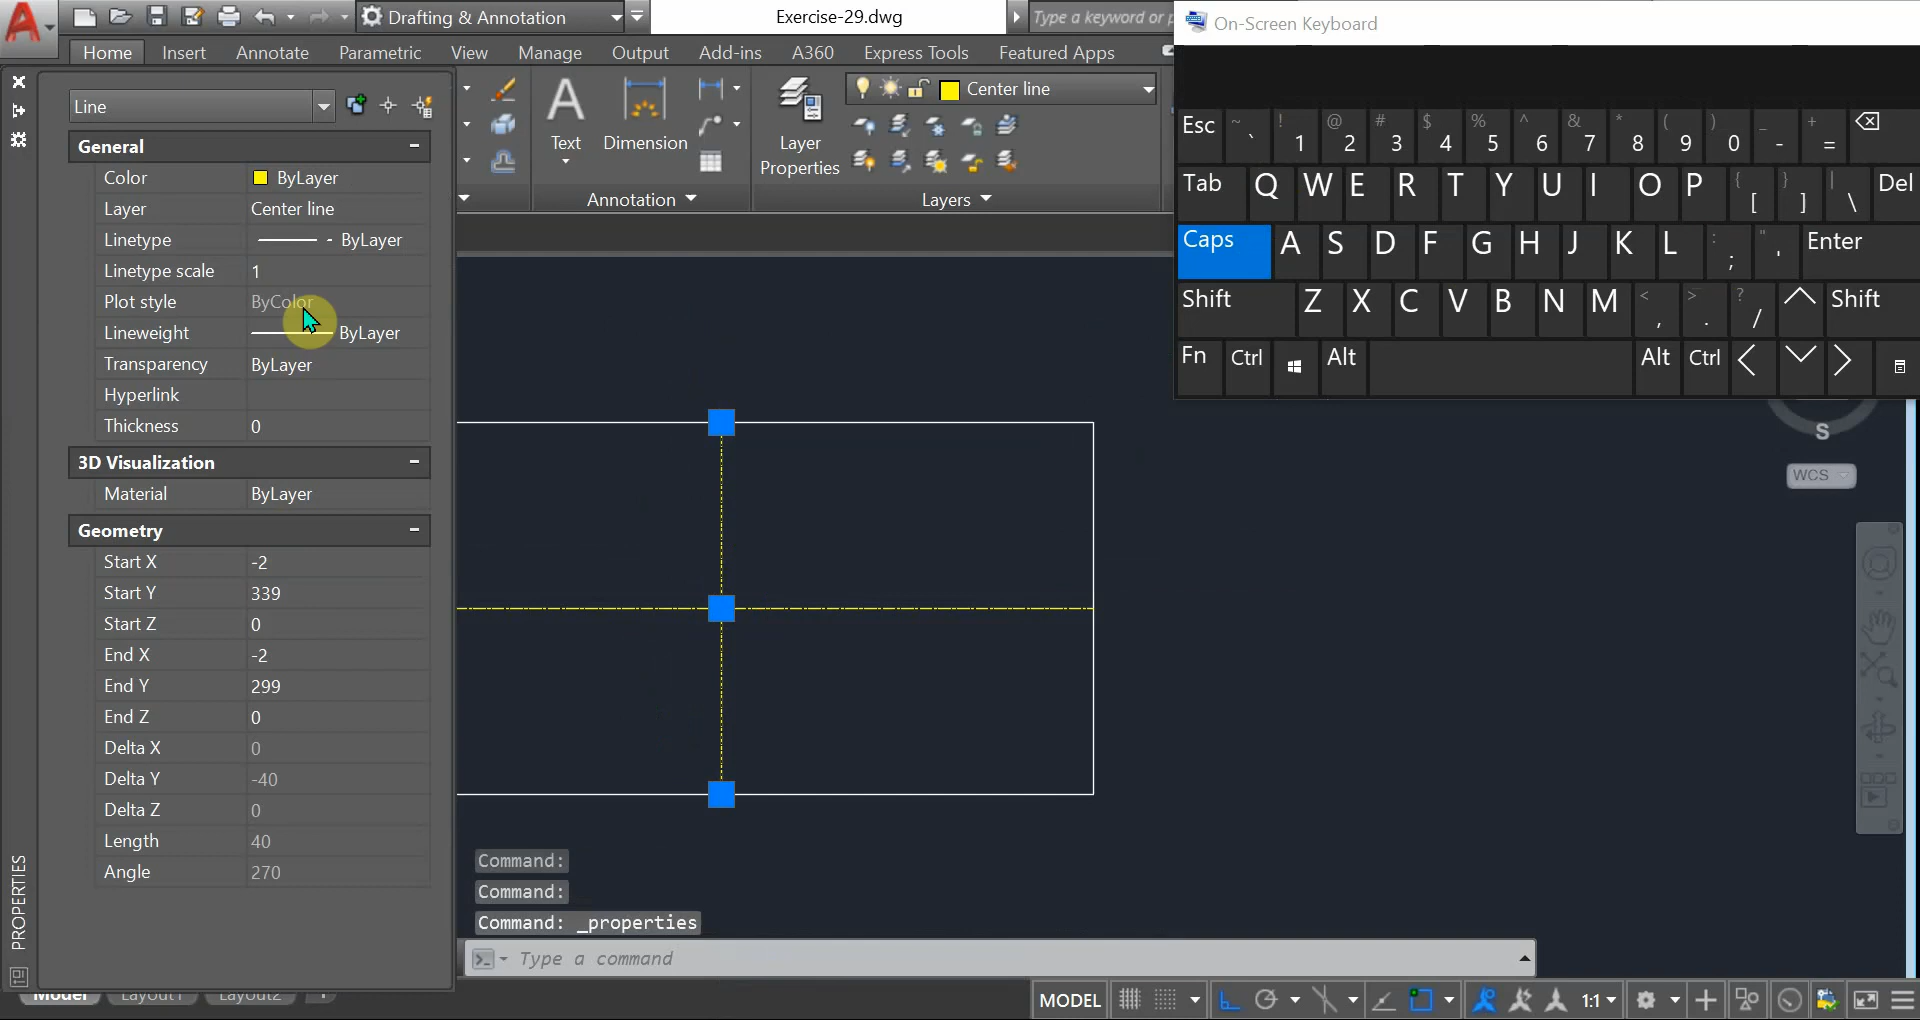 Drafting & Annotation
Exercise-29.dwg
Type a keyword or p
On-Screen Keyboard
Home Insert Annotate Parametric View Manage Output Add-ins A360 Express Tools Featured Apps
Line
Text
Dimension
Layer
Properties
Center line
Annotation
Layers
General
Color ByLayer
Layer Center line
Linetype ByLayer
Linetype scale 1
Plot style ByColor
Lineweight ByLayer
Transparency ByLayer
Hyperlink
Thickness 0
3D Visualization
Material ByLayer
Geometry
Start X -2
Start Y 339
Start Z 0
End X -2
End Y 299
End Z 0
Delta X 0
Delta Y -40
Delta Z 0
Length 40
Angle 270
PROPERTIES
Esc ~ ` ! 1 @ 2 # 3 $ 4 % 5 ^ 6 & 7 * 8 ( 9 ) 0 _ - + =
Tab Q W E R T Y U I O P { [ } ] | \ Del
Caps A S D F G H J K L : ; " ' Enter
Shift Z X C V B N M < , > . ? / Shift
Fn Ctrl Alt Alt Ctrl
S
WCS
Command:
Command:
Command: _properties
Type a command
Model Layout1 Layout2 +
MODEL 1:1